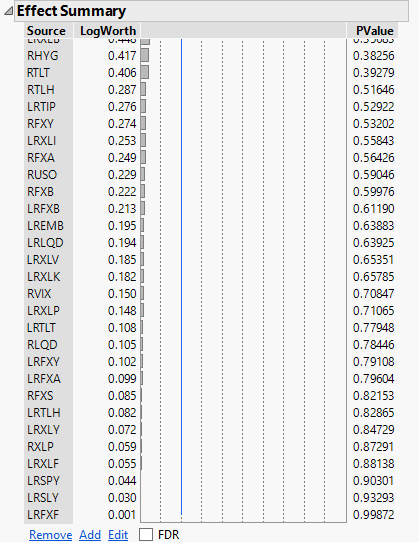 Effect Summary
Source LogWorth PValue
RHYG 0.417 0.38256
RTLT 0.406 0.39279
RTLH 0.287 0.51646
LRTIP 0.276 0.52922
RFXY 0.274 0.53202
LRXLI 0.253 0.55843
RFXA 0.249 0.56426
RUSO 0.229 0.59046
RFXB 0.222 0.59976
LRFXB 0.213 0.61190
LREMB 0.195 0.63883
LRLQD 0.194 0.63925
LRXLV 0.185 0.65351
LRXLK 0.182 0.65785
RVIX 0.150 0.70847
LRXLP 0.148 0.71065
LRTLT 0.108 0.77948
RLQD 0.105 0.78446
LRFXY 0.102 0.79108
LRFXA 0.099 0.79604
RFXS 0.085 0.82153
LRTLH 0.082 0.82865
LRXLY 0.072 0.84729
RXLP 0.059 0.87291
LRXLF 0.055 0.88138
LRSPY 0.044 0.90301
LRSLY 0.030 0.93293
LRFXF 0.001 0.99872
Remove Add Edit FDR